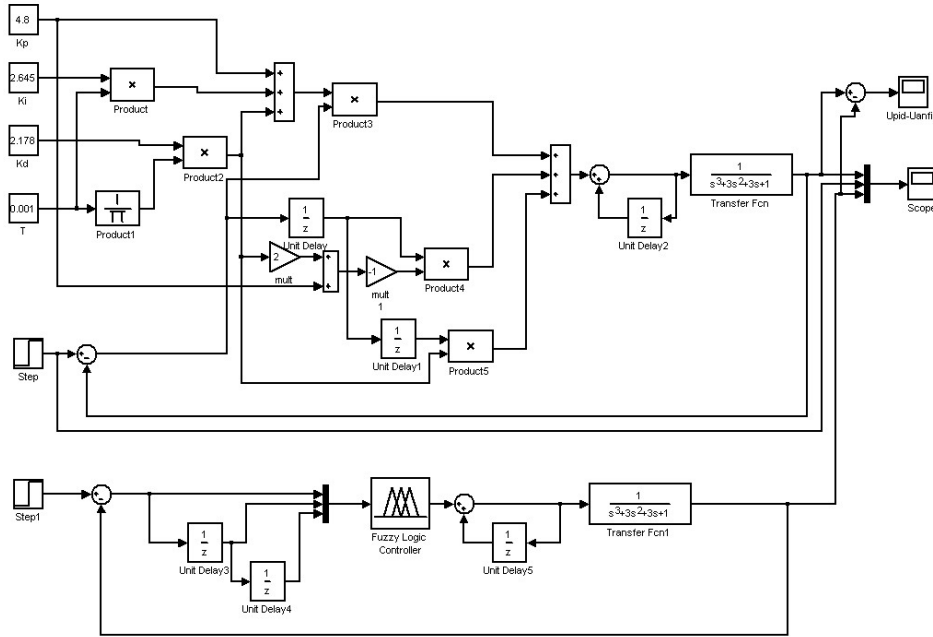 4.8
Kp
2.645
Ki
×
Product
2.178
Kd
×
Product2
0.001
T
1
Π
Product1
+
+
+
×
Product3
1
z
Unit Delay
2
mult
+
+
-1
mult
1
×
Product4
1
z
Unit Delay1
×
Product5
+
+
+
+
+
1
z
Unit Delay2
1
s³+3s²+3s+1
Transfer Fcn
+
-
Upid-Uanfi
Scope
Step
+
-
Step1
+
-
1
z
Unit Delay3
1
z
Unit Delay4
Fuzzy Logic
Controller
+
+
1
z
Unit Delay5
1
s³+3s²+3s+1
Transfer Fcn1